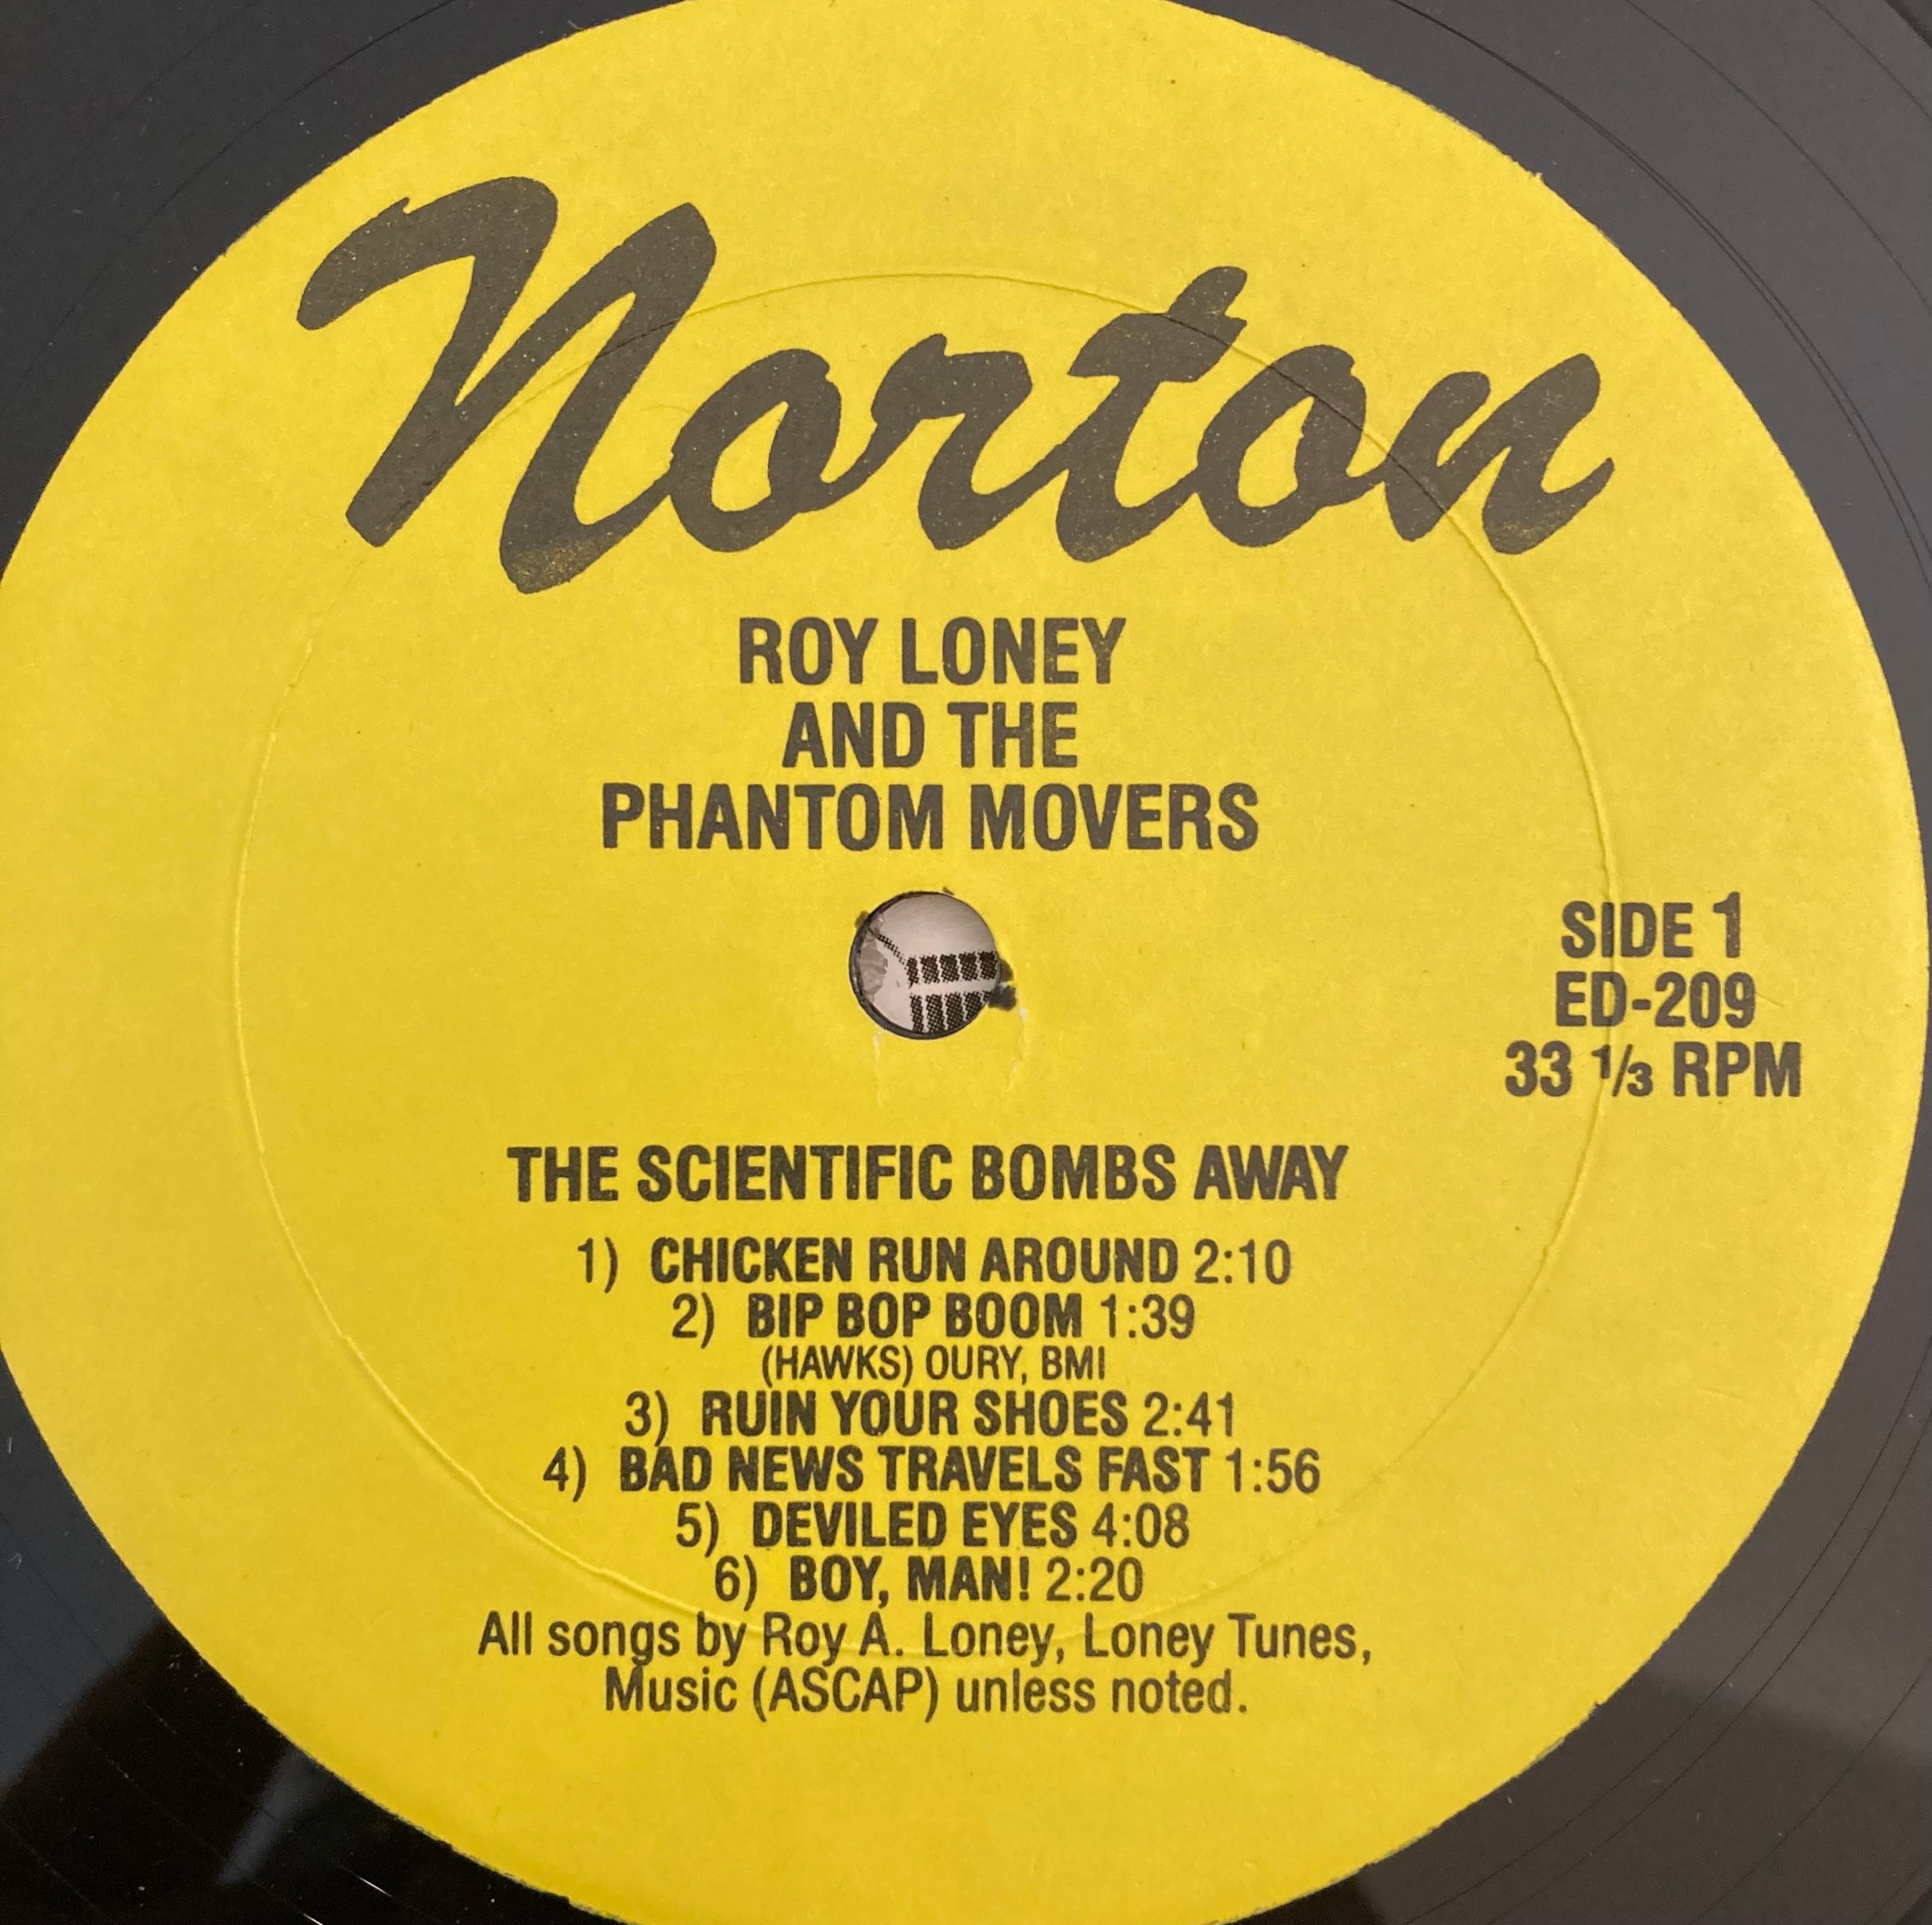 Norton
ROY LONEY
AND THE
PHANTOM MOVERS
SIDE 1
ED-209
33 1/3 RPM
THE SCIENTIFIC BOMBS AWAY
1) CHICKEN RUN AROUND 2:10
2) BIP BOP BOOM 1:39
(HAWKS) OURY, BMI
3) RUIN YOUR SHOES 2:41
4) BAD NEWS TRAVELS FAST 1:56
5) DEVILED EYES 4:08
6) BOY, MAN! 2:20
All songs by Roy A. Loney, Loney Tunes,
Music (ASCAP) unless noted.